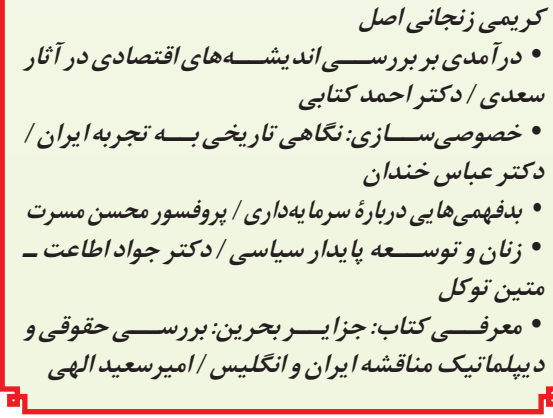 کریمی زنجانی اصل
• درآمدی بر بررسی اندیشه‌های اقتصادی در آثار
سعدی / دکتر احمد کتابی
• خصوصی‌سازی: نگاهی تاریخی به تجربه ایران /
دکتر عباس خندان
• بدفهمی‌هایی دربارهٔ سرمایه‌داری / پروفسور محسن مسرت
• زنان و توسعه پایدار سیاسی / دکتر جواد اطاعت ـ
متین توکل
• معرفی کتاب: جزایر بحرین: بررسی حقوقی و
دیپلماتیک مناقشه ایران و انگلیس / امیرسعید الهی